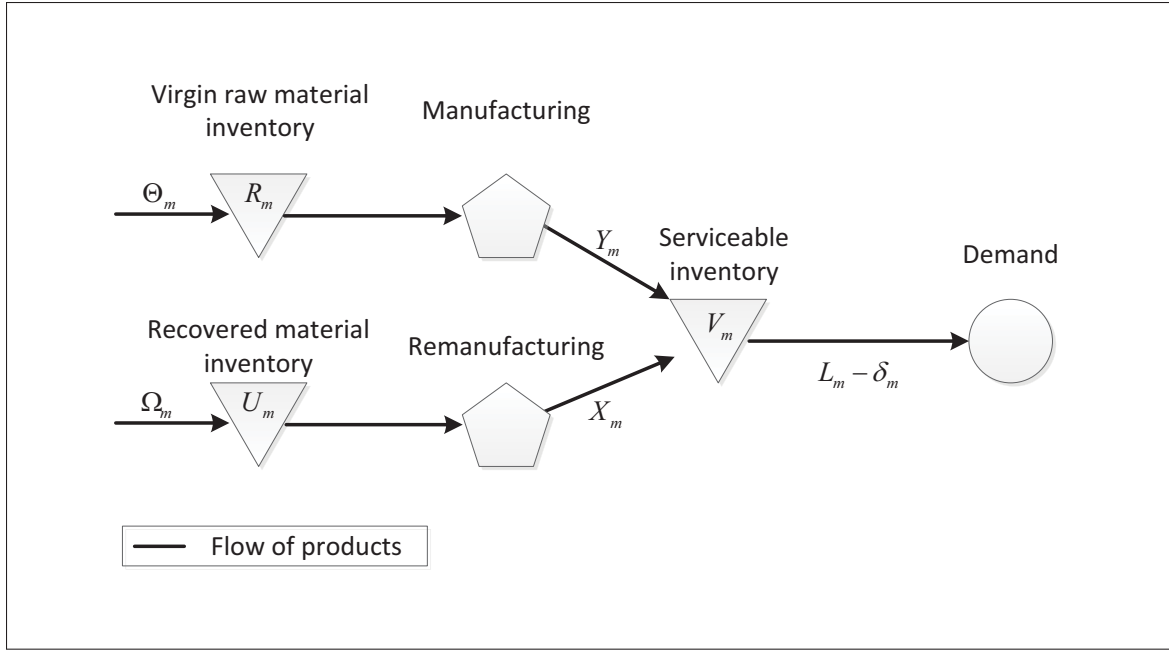 Virgin raw material
inventory
Manufacturing
Θm
Rm
Ym
Serviceable
inventory
Demand
Vm
Lm − δm
Recovered material
inventory
Remanufacturing
Ωm
Um
Xm
Flow of products